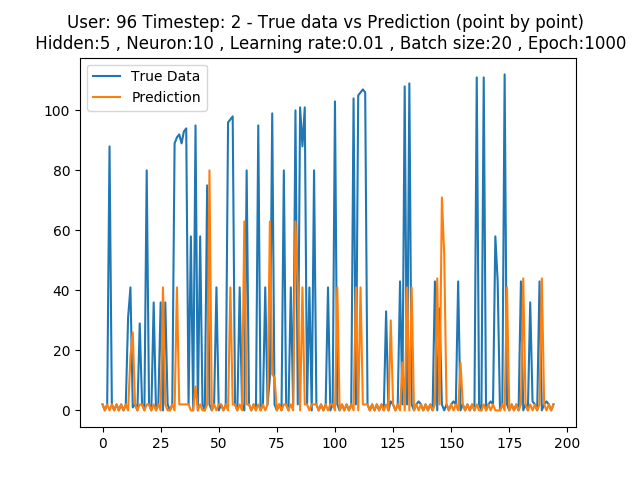 User: 96 Timestep: 2 - True data vs Prediction (point by point)
Hidden:5 , Neuron:10 , Learning rate:0.01 , Batch size:20 , Epoch:1000
True Data
Prediction
100
80
60
40
20
0
0 25 50 75 100 125 150 175 200